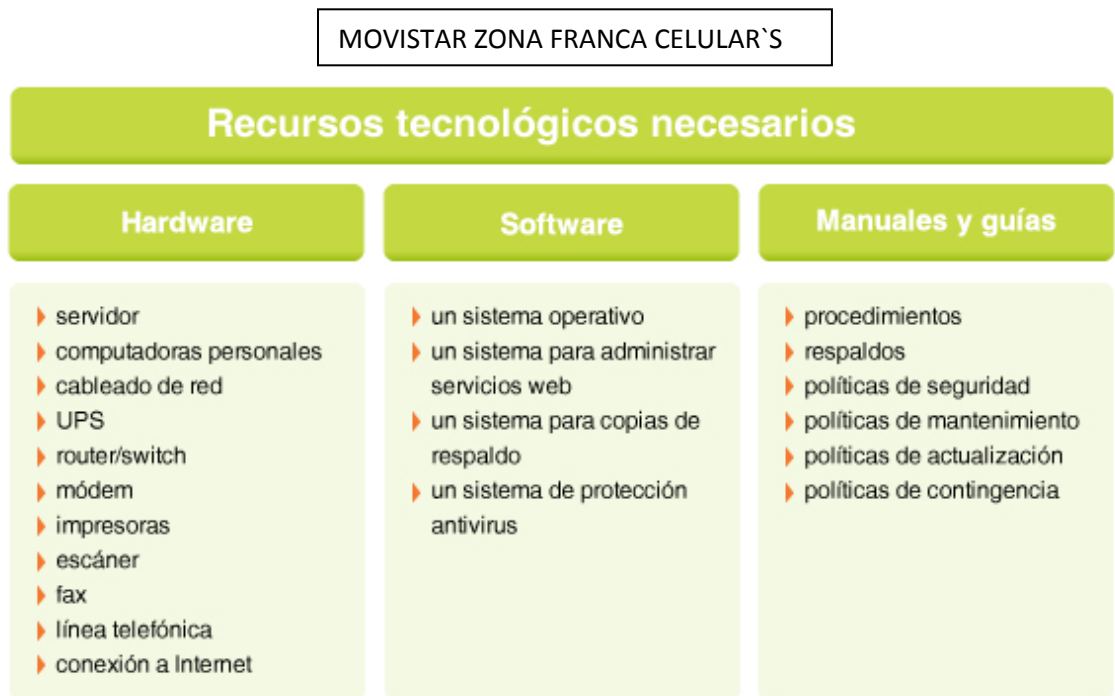 MOVISTAR ZONA FRANCA CELULAR`S
Recursos tecnológicos necesarios
Hardware
servidor
computadoras personales
cableado de red
UPS
router/switch
módem
impresoras
escáner
fax
línea telefónica
conexión a Internet
Software
un sistema operativo
un sistema para administrar
servicios web
un sistema para copias de
respaldo
un sistema de protección
antivirus
Manuales y guías
procedimientos
respaldos
políticas de seguridad
políticas de mantenimiento
políticas de actualización
políticas de contingencia